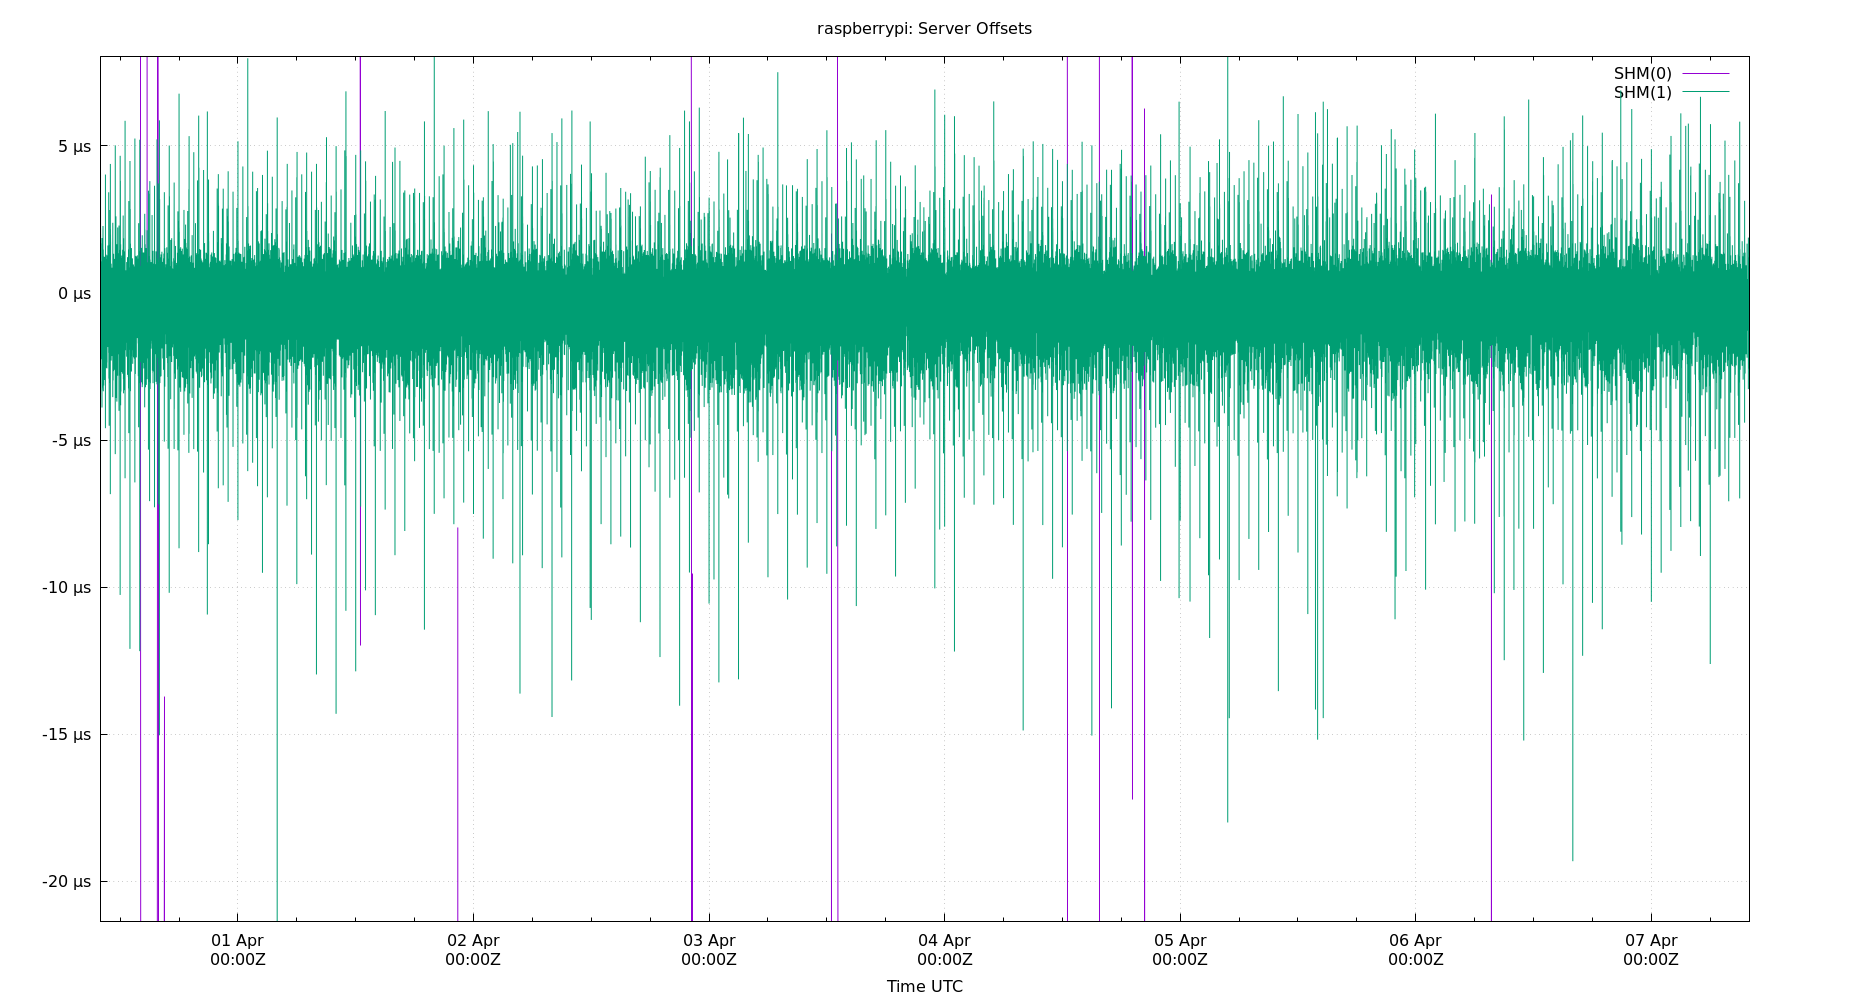 raspberrypi: Server Offsets
SHM(0)
SHM(1)
5 µs
0 µs
-5 µs
-10 µs
-15 µs
-20 µs
01 Apr
00:00Z
02 Apr
00:00Z
03 Apr
00:00Z
04 Apr
00:00Z
05 Apr
00:00Z
06 Apr
00:00Z
07 Apr
00:00Z
Time UTC